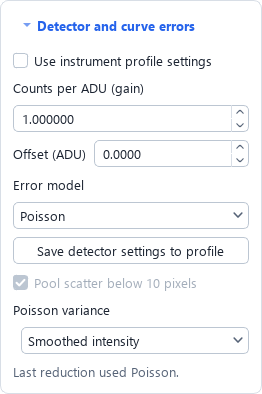 Detector and curve errors
Use instrument profile settings
Counts per ADU (gain)
1.000000
Offset (ADU) 0.0000
Error model
Poisson
Save detector settings to profile
Pool scatter below 10 pixels
Poisson variance
Smoothed intensity
Last reduction used Poisson.